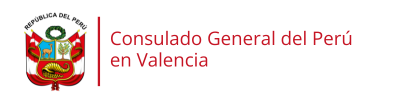 REPÚBLICA DEL PERÚ
Consulado General del Perú
en Valencia